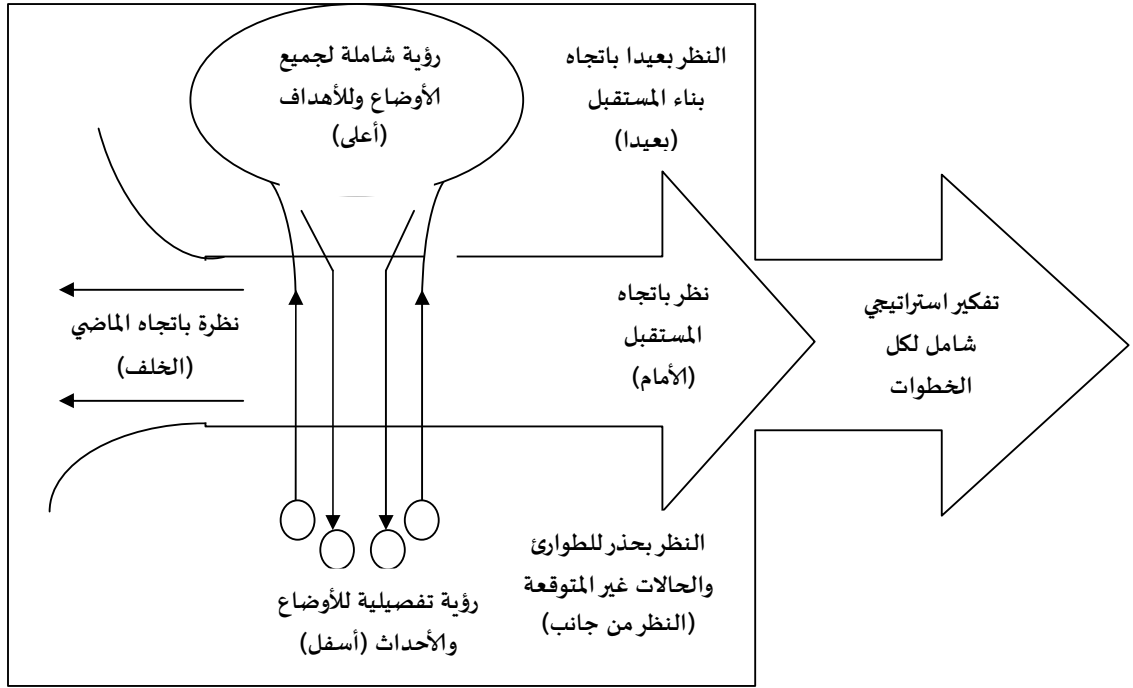 رؤية شاملة لجميع
الأوضاع وللأهداف
(أعلى)
النظر بعيدا باتجاه
بناء المستقبل
(بعيدا)
نظرة باتجاه الماضي
(الخلف)
نظر باتجاه
المستقبل
(الأمام)
تفكير استراتيجي
شامل لكل
الخطوات
رؤية تفصيلية للأوضاع
والأحداث (أسفل)
النظر بحذر للطوارئ
والحالات غير المتوقعة
(النظر من جانب)